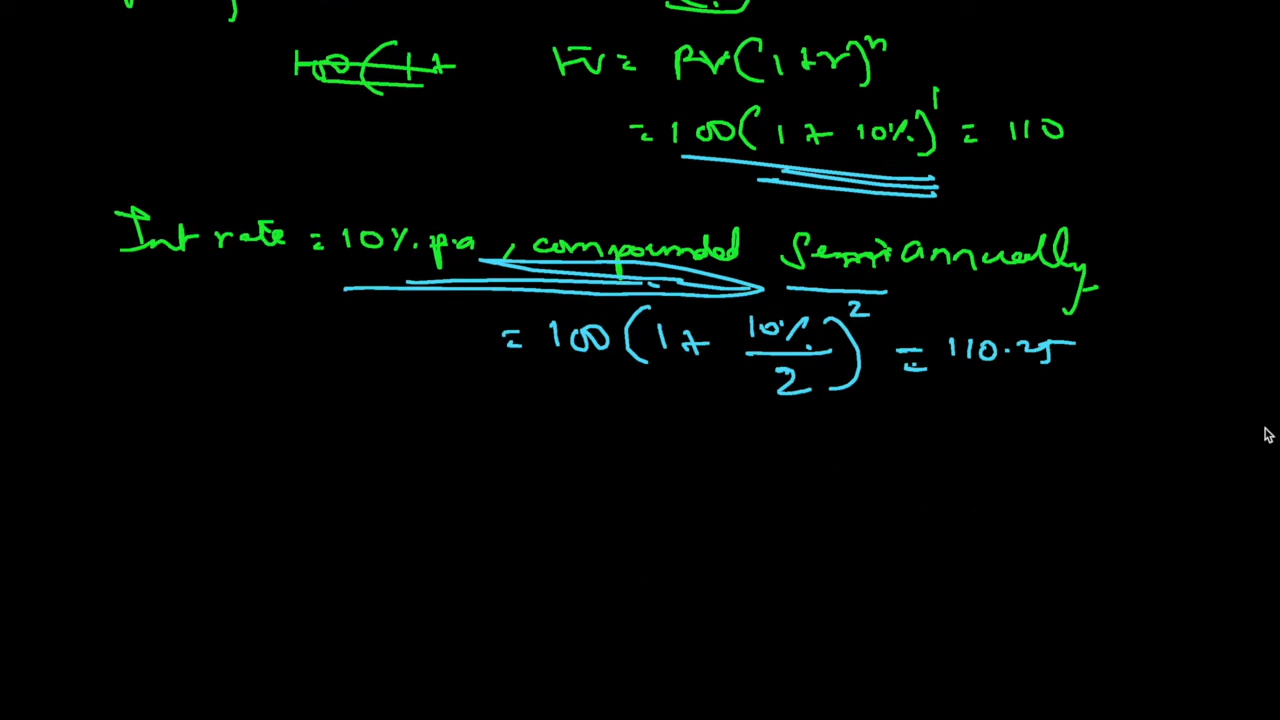 FV = PV(1+r)^n
= 100(1 + 10%)^1 = 110
Int rate = 10% p.a , compounded Semi annually
= 100(1 + 10%/2)^2 = 110.25